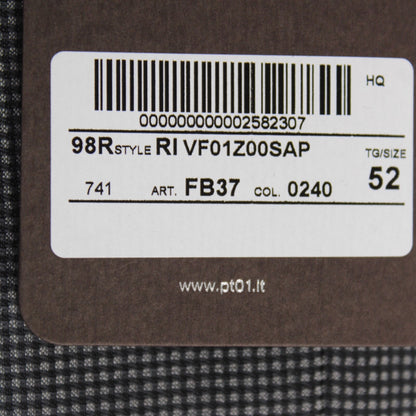 HQ
000000000002582307
98R STYLE RI VF01Z00SAP
TG/SIZE
741 ART. FB37 COL. 0240
52
www.pt01.it